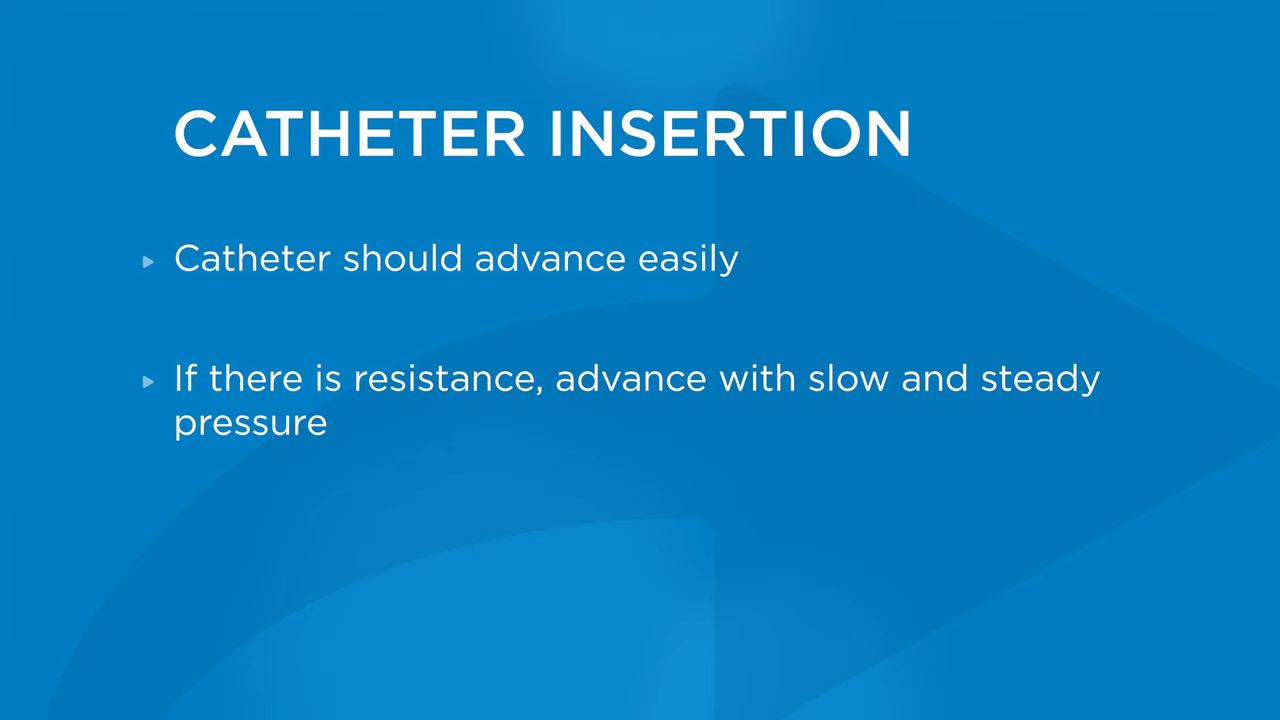 CATHETER INSERTION
Catheter should advance easily
If there is resistance, advance with slow and steady
pressure